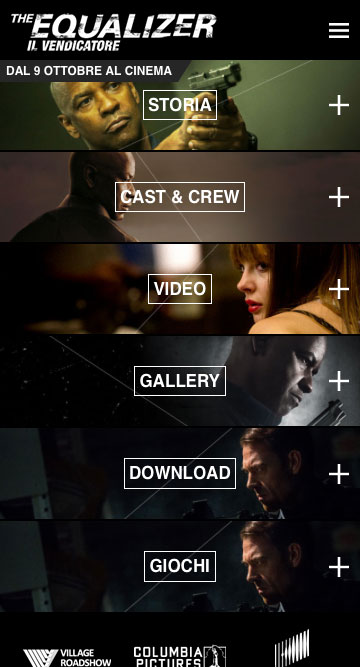 THE EQUALIZER
IL VENDICATORE
DAL 9 OTTOBRE AL CINEMA
STORIA
CAST & CREW
VIDEO
GALLERY
DOWNLOAD
GIOCHI
VILLAGE
ROADSHOW
COLUMBIA
PICTURES